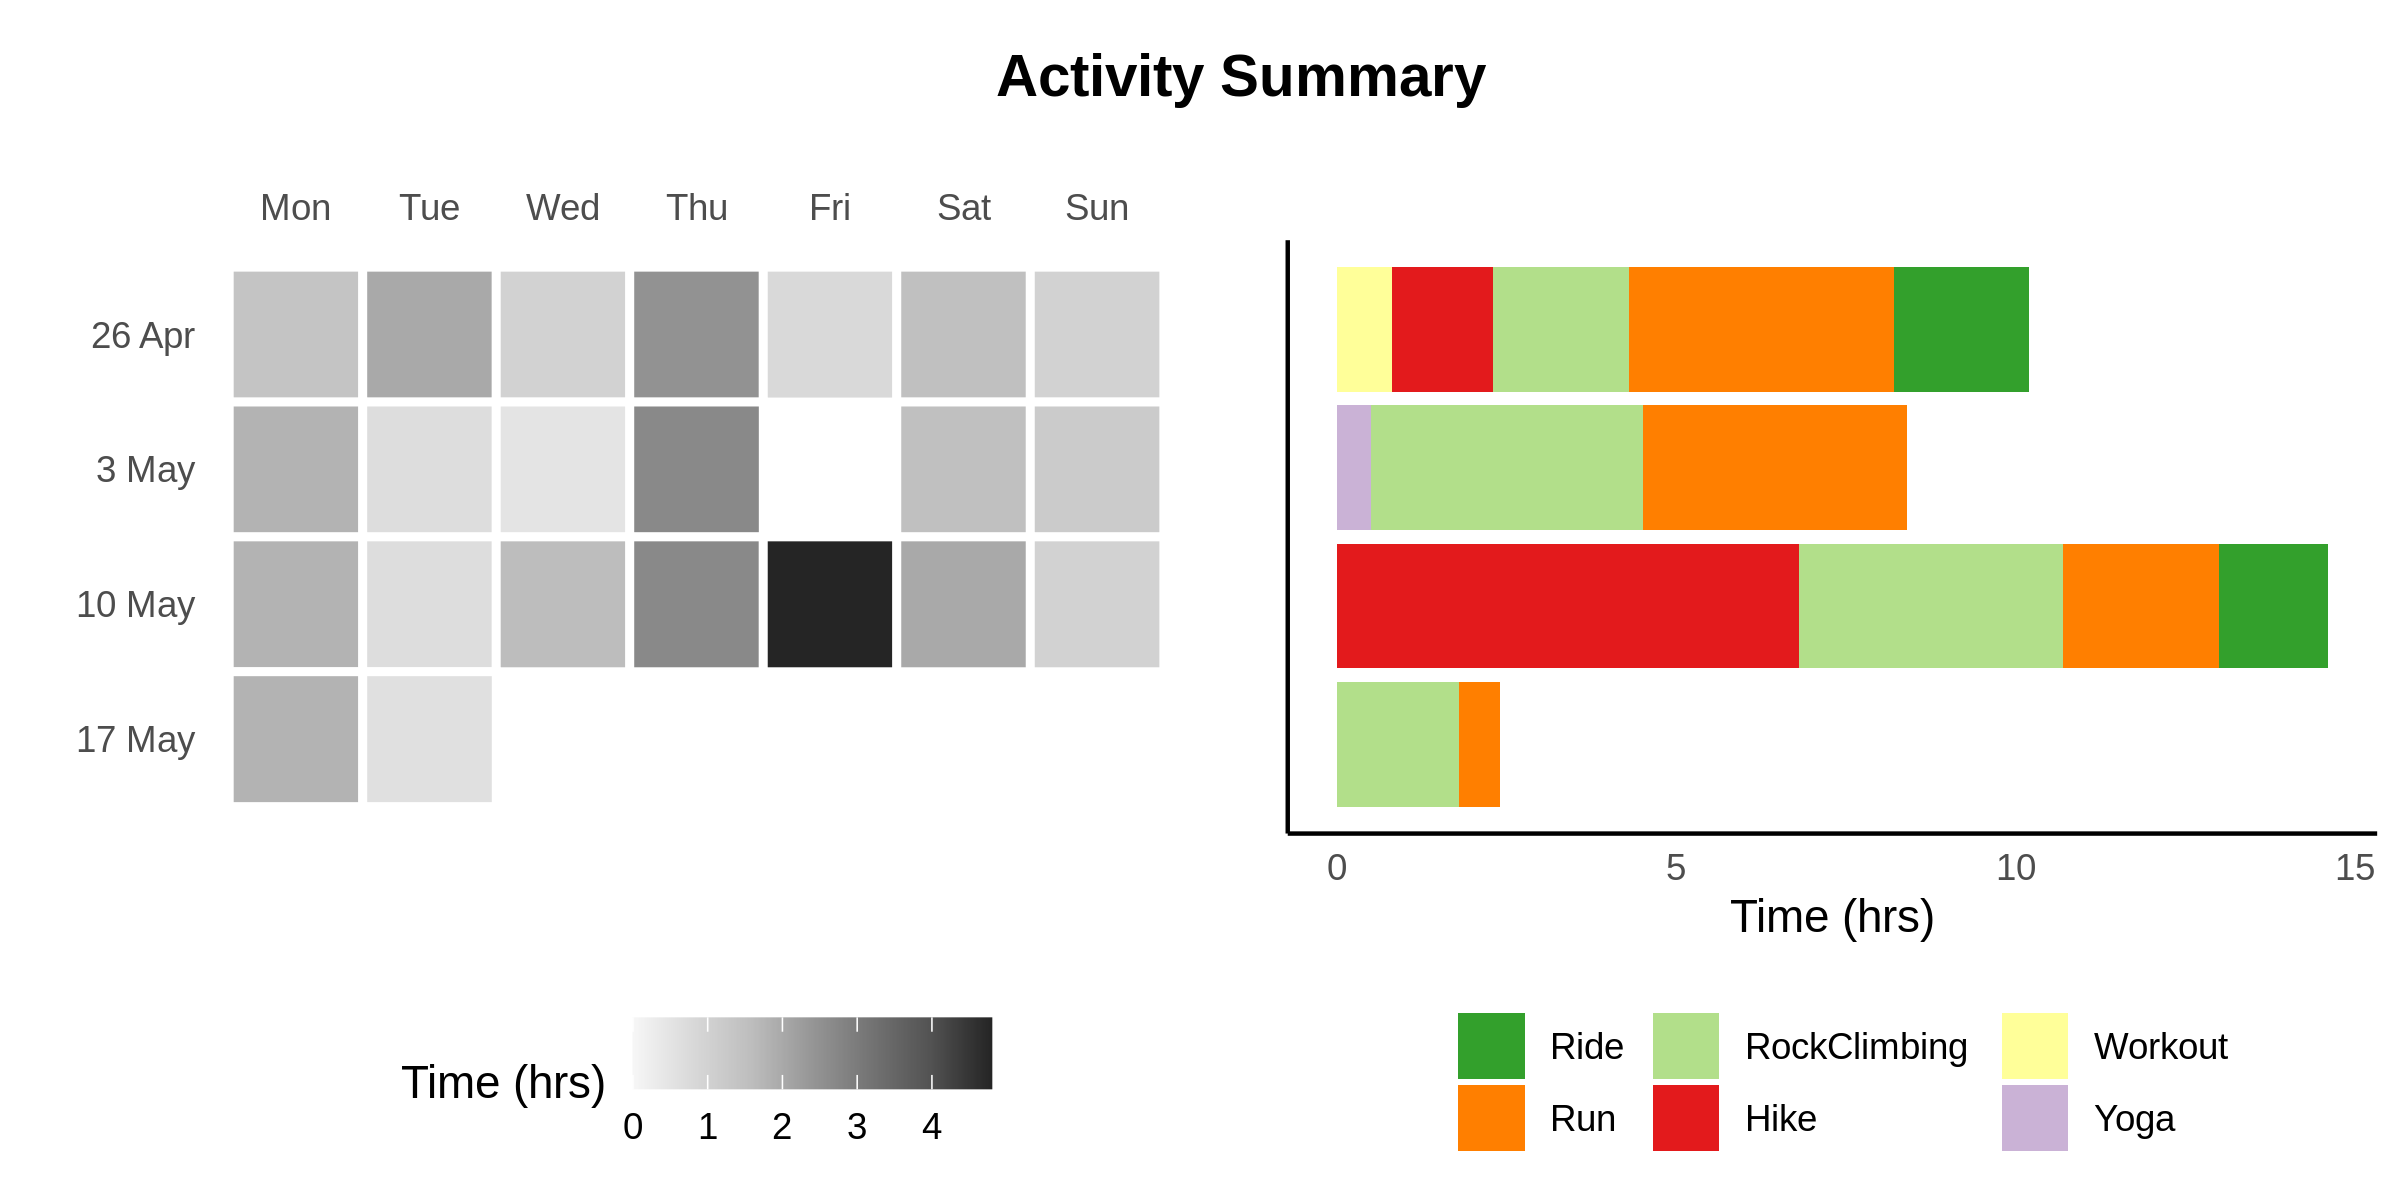 Activity Summary
Mon Tue Wed Thu Fri Sat Sun
26 Apr
3 May
10 May
17 May
0 5 10 15
Time (hrs)
Time (hrs)
0 1 2 3 4
Ride RockClimbing Workout
Run Hike Yoga